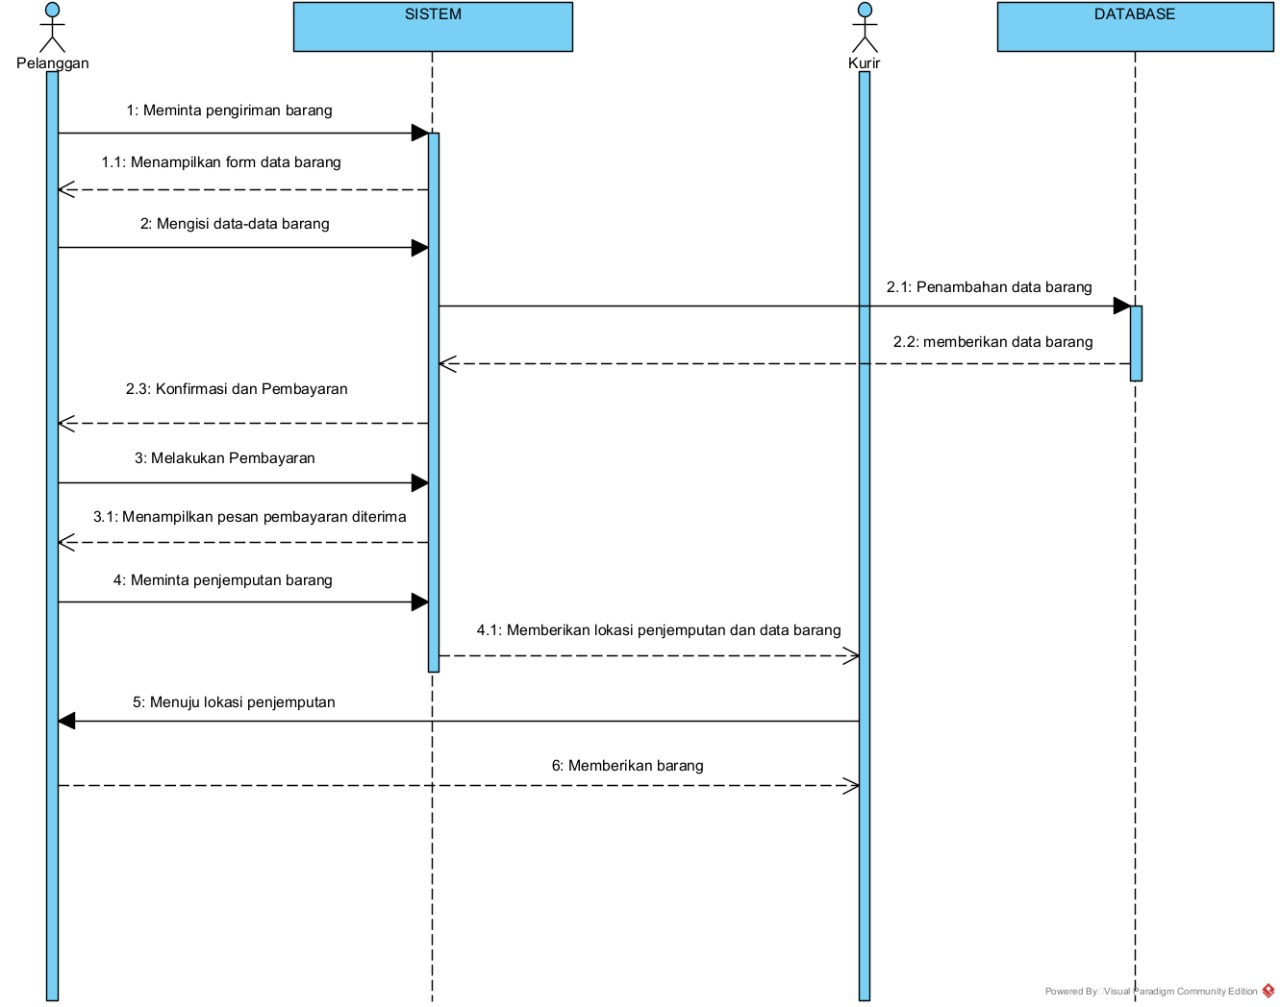 SISTEM
DATABASE
Pelanggan
Kurir
1: Meminta pengiriman barang
1.1: Menampilkan form data barang
2: Mengisi data-data barang
2.1: Penambahan data barang
2.2: memberikan data barang
2.3: Konfirmasi dan Pembayaran
3: Melakukan Pembayaran
3.1: Menampilkan pesan pembayaran diterima
4: Meminta penjemputan barang
4.1: Memberikan lokasi penjemputan dan data barang
5: Menuju lokasi penjemputan
6: Memberikan barang
Powered By Visual Paradigm Community Edition